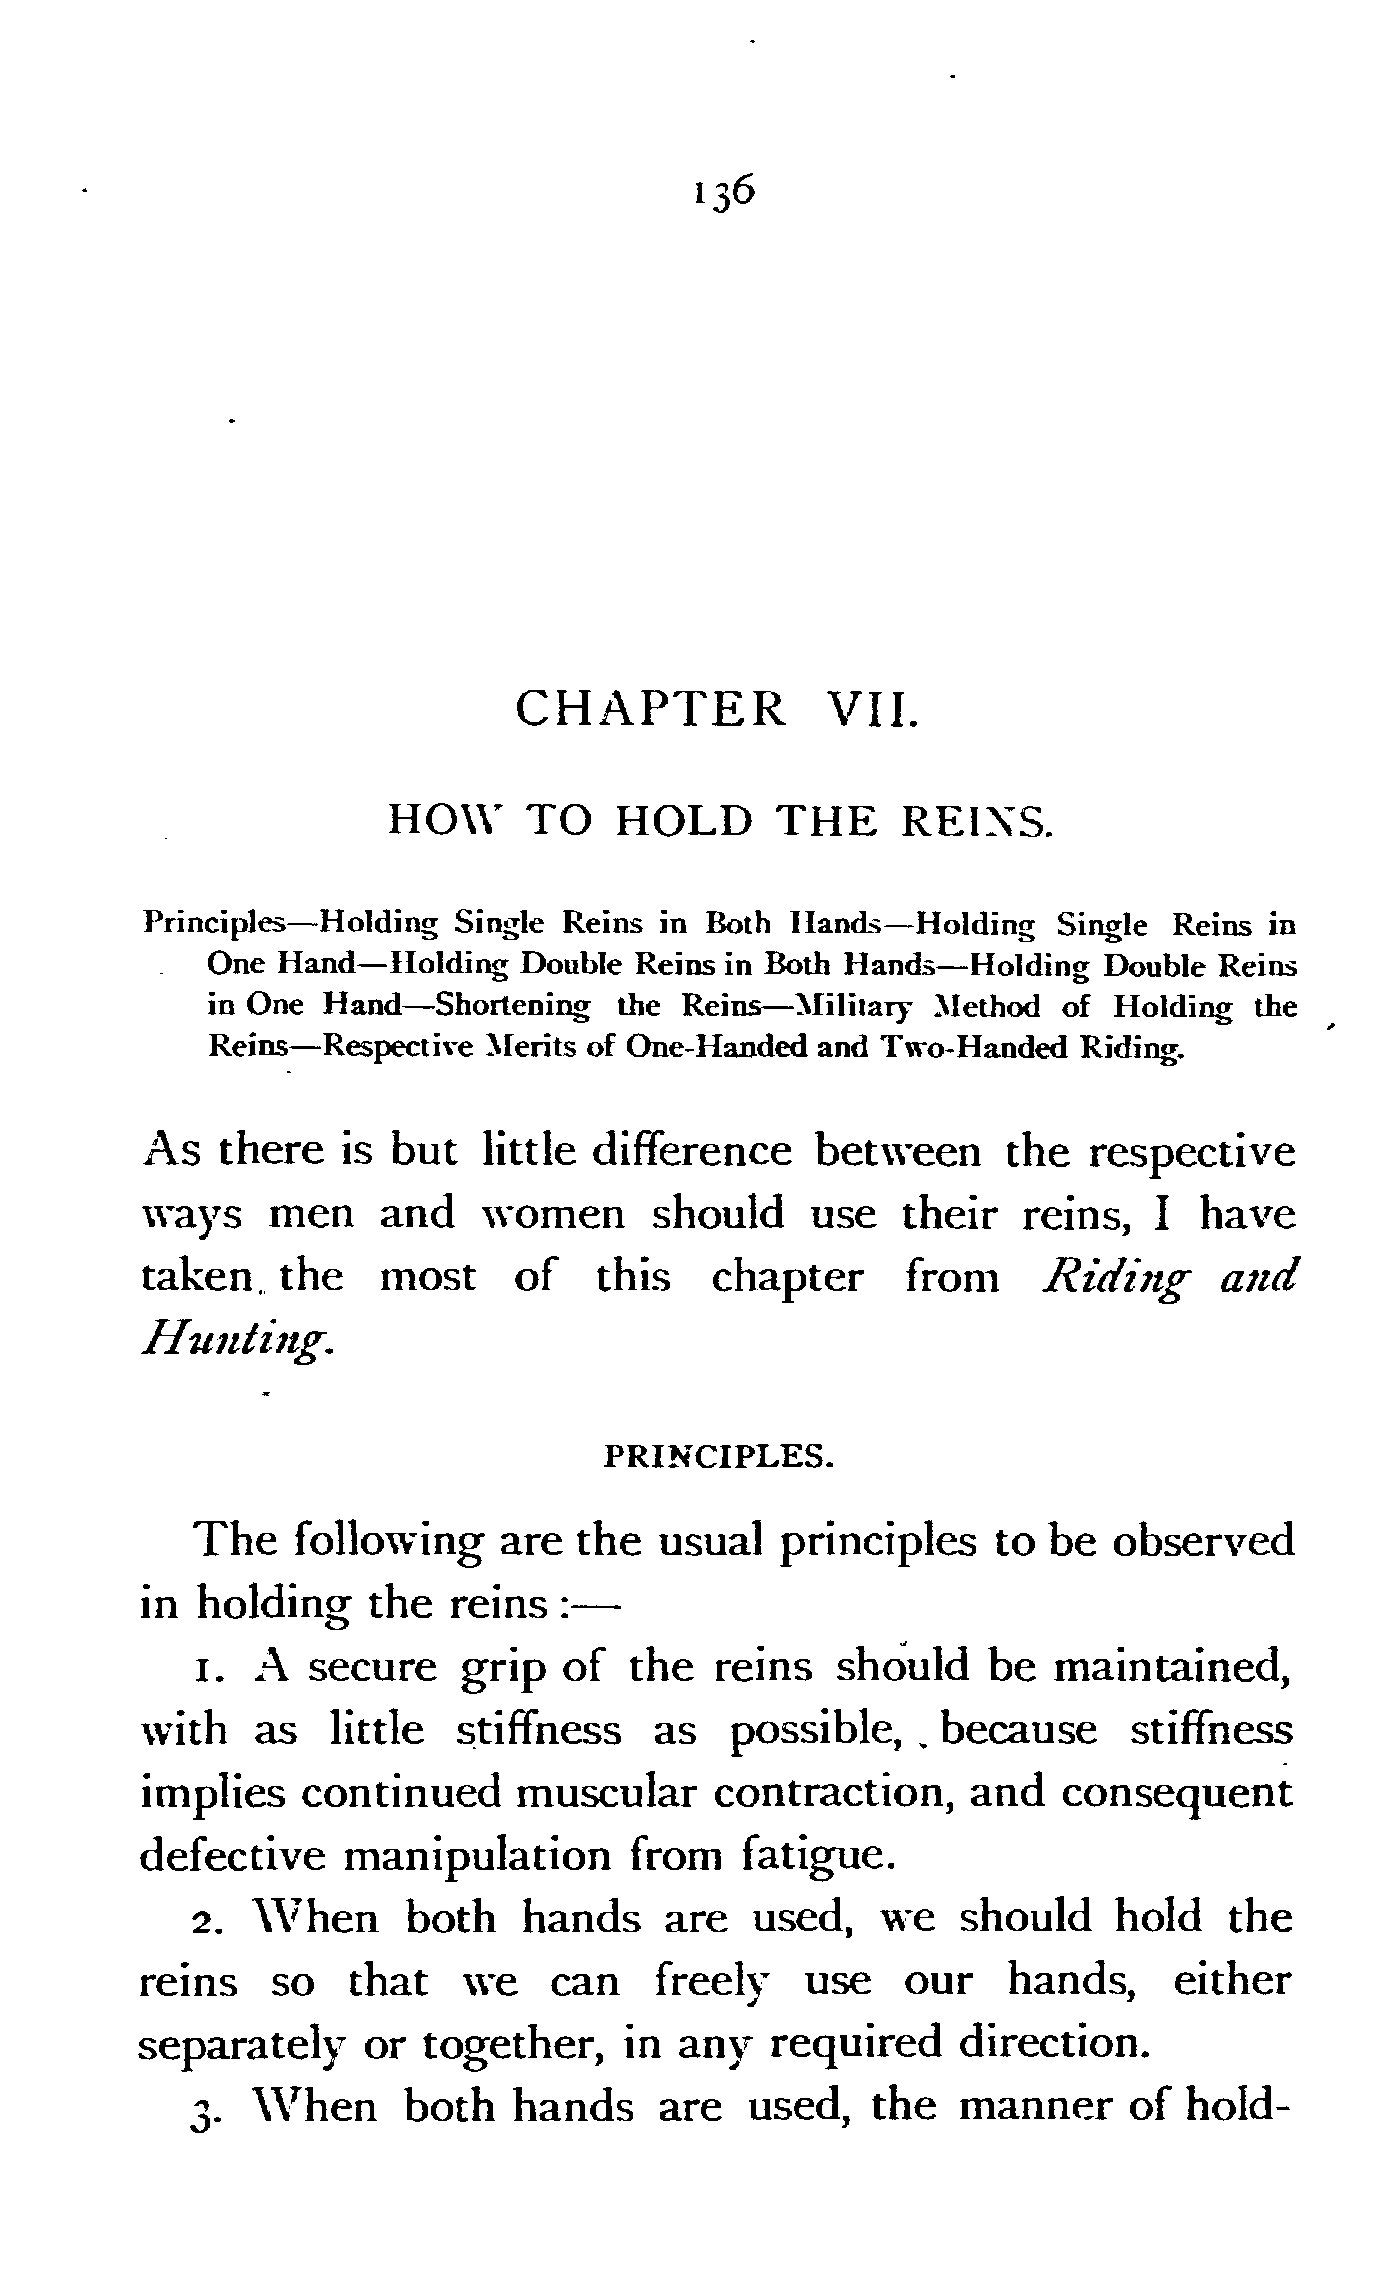 136
CHAPTER VII.
HOW TO HOLD THE REINS.
Principles—Holding Single Reins in Both Hands—Holding Single Reins in
One Hand—Holding Double Reins in Both Hands—Holding Double Reins
in One Hand—Shortening the Reins—Military Method of Holding the
Reins—Respective Merits of One-Handed and Two-Handed Riding.
As there is but little difference between the respective
ways men and women should use their reins, I have
taken the most of this chapter from Riding and
Hunting.
PRINCIPLES.
The following are the usual principles to be observed
in holding the reins :—
1. A secure grip of the reins should be maintained,
with as little stiffness as possible, because stiffness
implies continued muscular contraction, and consequent
defective manipulation from fatigue.
2. When both hands are used, we should hold the
reins so that we can freely use our hands, either
separately or together, in any required direction.
3. When both hands are used, the manner of hold-